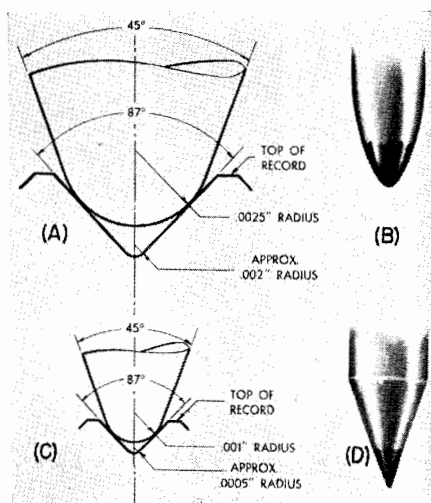 45°
87°
TOP OF
RECORD
.0025" RADIUS
(A)
(B)
APPROX.
.002" RADIUS
45°
87°
TOP OF
RECORD
(C)
.001" RADIUS
(D)
APPROX.
.0005" RADIUS